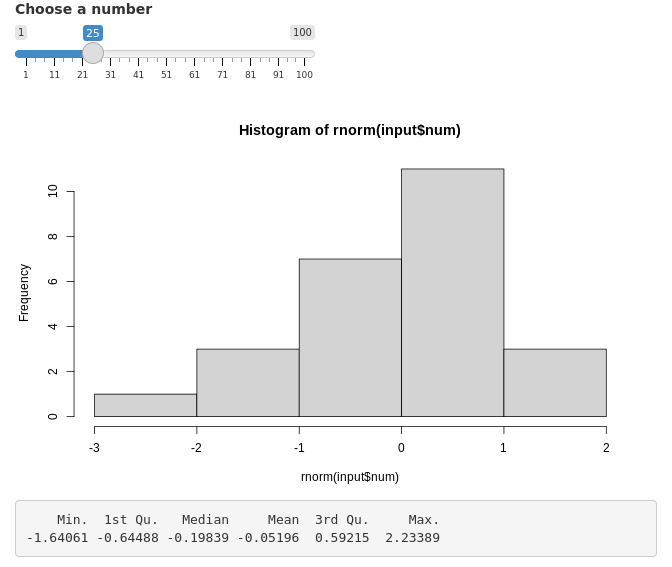 Choose a number
1 25 100
1 11 21 31 41 51 61 71 81 91 100
Histogram of rnorm(input$num)
Frequency
10
8
6
4
2
0
-3 -2 -1 0 1 2
rnorm(input$num)
Min. 1st Qu. Median Mean 3rd Qu. Max.
-1.64061 -0.64488 -0.19839 -0.05196 0.59215 2.23389